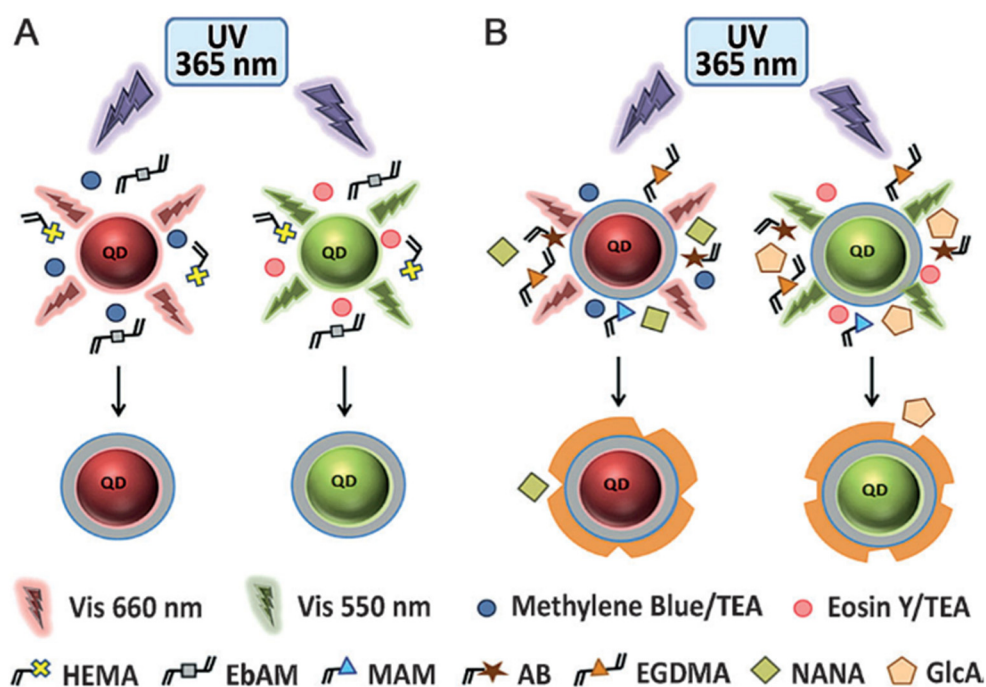 A
UV
365 nm
B
UV
365 nm
QD
QD
QD
QD
QD
QD
QD
QD
Vis 660 nm
Vis 550 nm
Methylene Blue/TEA
Eosin Y/TEA
HEMA
EbAM
MAM
AB
EGDMA
NANA
GlcA